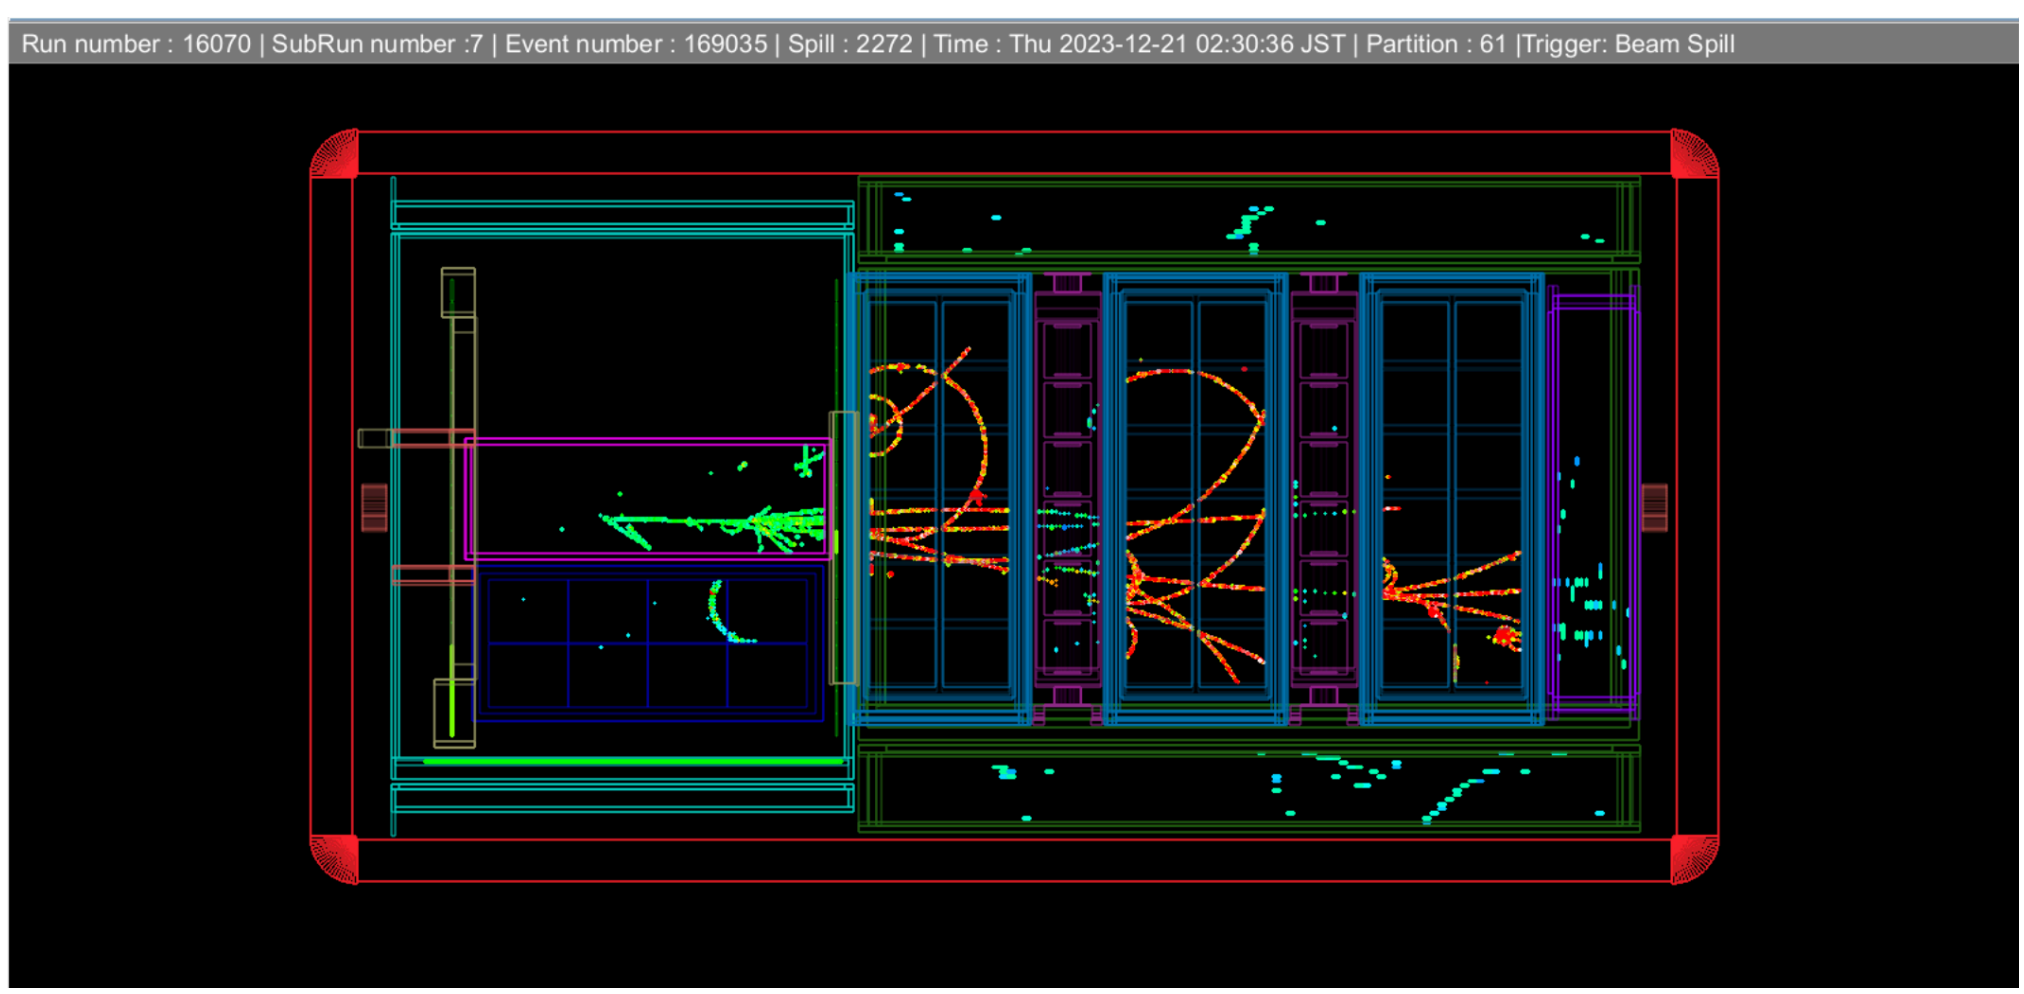 Run number : 16070 | SubRun number :7 | Event number : 169035 | Spill : 2272 | Time : Thu 2023-12-21 02:30:36 JST | Partition : 61 |Trigger: Beam Spill